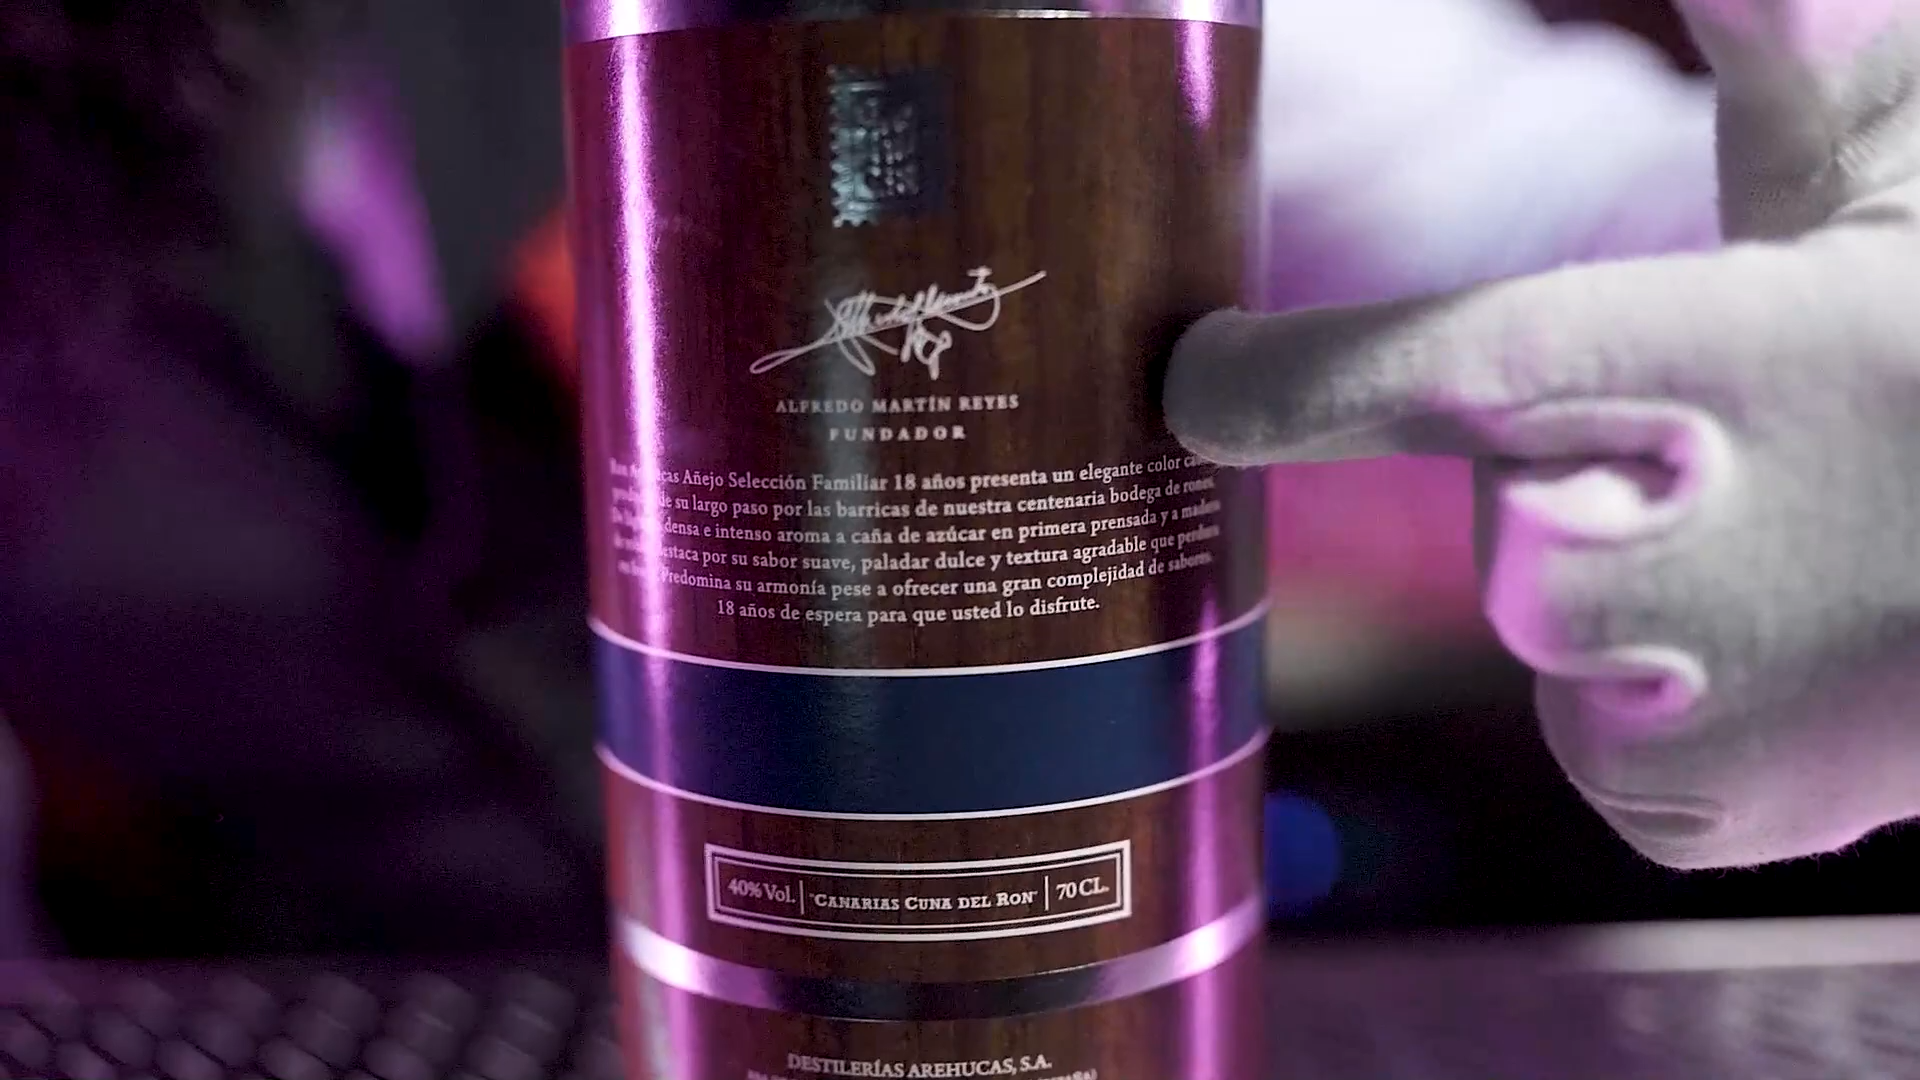 ALFREDO MARTÍN REYES
FUNDADOR
Añejo Selección Familiar 18 años presenta un elegante color
de su largo paso por las barricas de nuestra centenaria bodega de rones.
densa e intenso aroma a caña de azúcar en primera prensada y a madera
destaca por su sabor suave, paladar dulce y textura agradable que perdura
Predomina su armonía pese a ofrecer una gran complejidad de sabores.
18 años de espera para que usted lo disfrute.
40% Vol. "CANARIAS CUNA DEL RON" 70 CL.
DESTILERÍAS AREHUCAS, S.A.